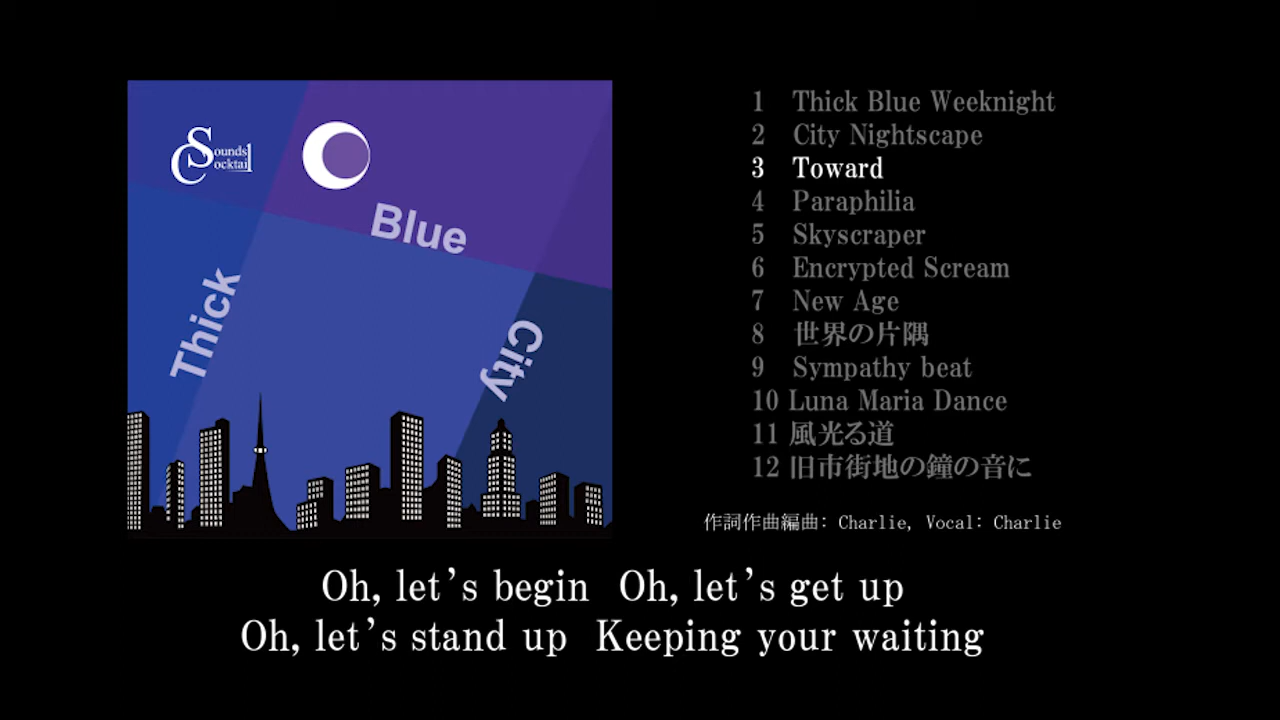 Sounds
Cocktail
Thick
Blue
City
1 Thick Blue Weeknight
2 City Nightscape
3 Toward
4 Paraphilia
5 Skyscraper
6 Encrypted Scream
7 New Age
8 世界の片隅
9 Sympathy beat
10 Luna Maria Dance
11 風光る道
12 旧市街地の鐘の音に
作詞作曲編曲: Charlie, Vocal: Charlie
Oh, let's begin Oh, let's get up
Oh, let's stand up Keeping your waiting